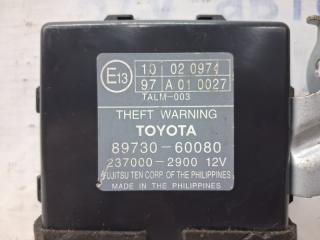 E13
10 02 0974
97 A 01 0027
TALM-003
THEFT WARNING
TOYOTA
89730-60080
237000-2900 12V
FUJITSU TEN CORP. OF THE PHILIPPINES
MADE IN THE PHILIPPINES